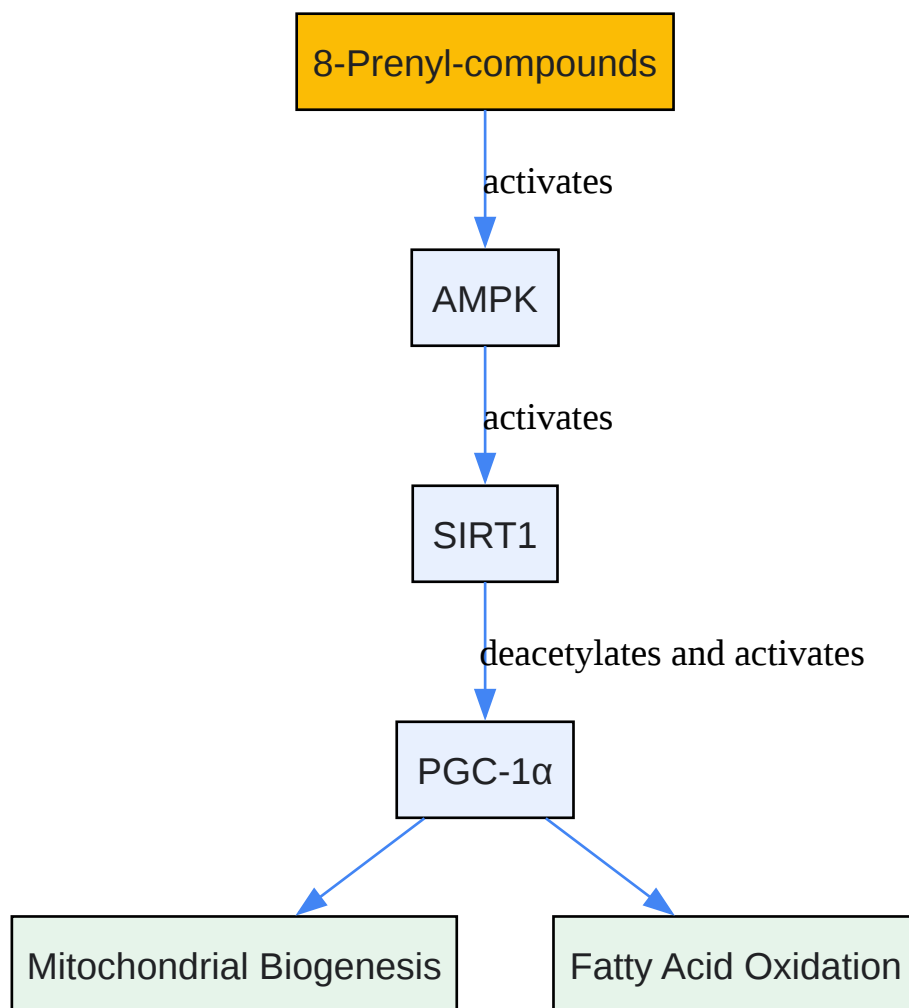 8-Prenyl-compounds
activates
AMPK
activates
SIRT1
deacetylates and activates
PGC-1α
Mitochondrial Biogenesis
Fatty Acid Oxidation